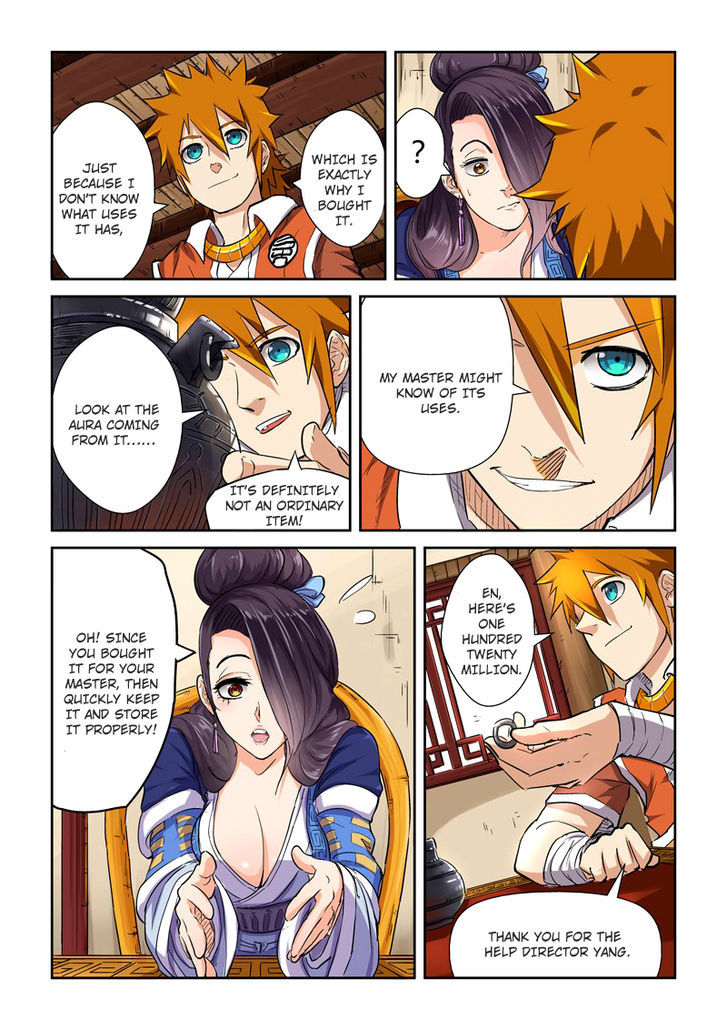 JUST
BECAUSE I
DON'T KNOW
WHAT USES
IT HAS,
WHICH IS
EXACTLY
WHY I
BOUGHT
IT.
?
LOOK AT THE
AURA COMING
FROM IT......
IT'S DEFINITELY
NOT AN ORDINARY
ITEM!
MY MASTER MIGHT
KNOW OF ITS
USES.
OH! SINCE
YOU BOUGHT
IT FOR YOUR
MASTER, THEN
QUICKLY KEEP
IT AND STORE
IT PROPERLY!
EN,
HERE'S
ONE
HUNDRED
TWENTY
MILLION.
THANK YOU FOR THE
HELP DIRECTOR YANG.